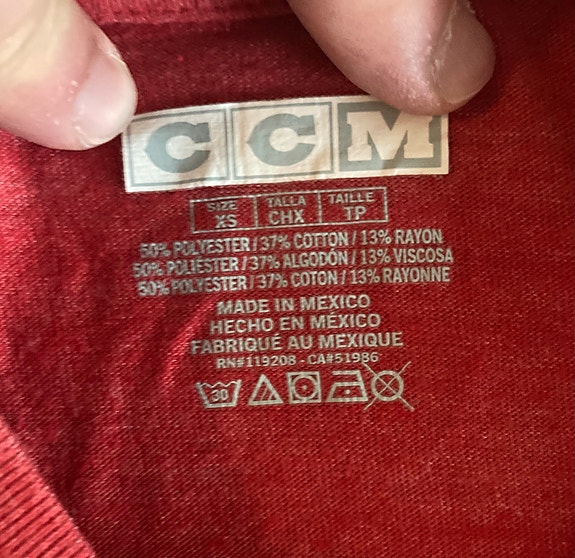 CCM
SIZE XS TALLA CHX TAILLE TP
50% POLYESTER / 37% COTTON / 13% RAYON
50% POLIÉSTER / 37% ALGODÓN / 13% VISCOSA
50% POLYESTER / 37% COTON / 13% RAYONNE
MADE IN MEXICO
HECHO EN MÉXICO
FABRIQUÉ AU MEXIQUE
RN#119208 - CA#51986
30